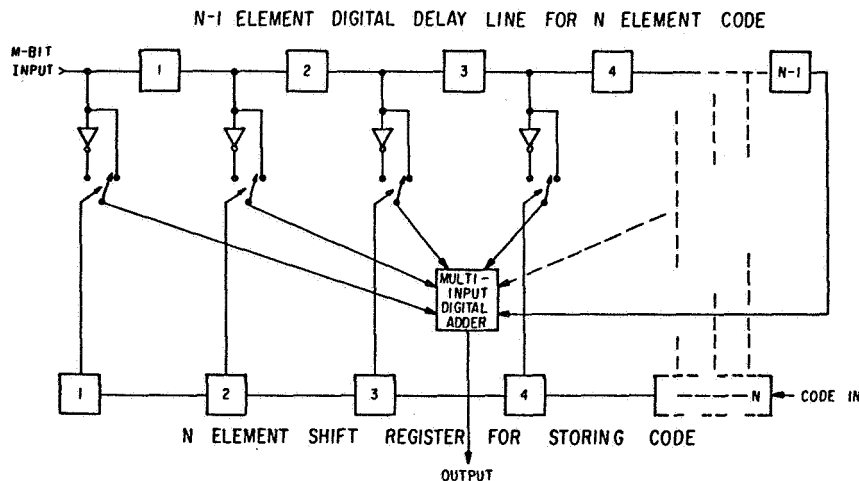 N-1 ELEMENT DIGITAL DELAY LINE FOR N ELEMENT CODE
M-BIT
INPUT
1
2
3
4
N-1
MULTI-
INPUT
DIGITAL
ADDER
1
2
3
4
N
CODE IN
N ELEMENT SHIFT REGISTER FOR STORING CODE
OUTPUT